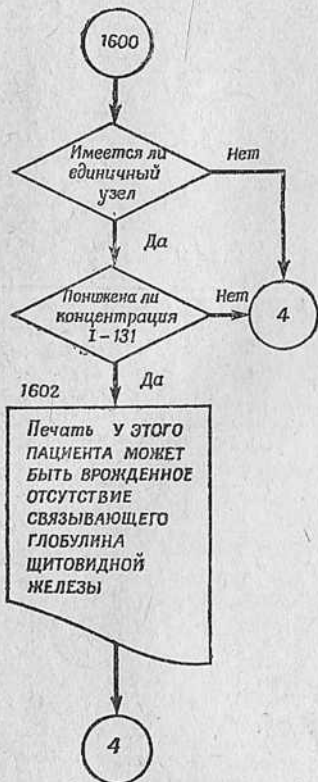 1600
Имеется ли
единичный
узел
Нет
Да
Понижена ли
концентрация
I-131
Нет
4
Да
1602
Печать У ЭТОГО
ПАЦИЕНТА МОЖЕТ
БЫТЬ ВРОЖДЕННОЕ
ОТСУТСТВИЕ
СВЯЗЫВАЮЩЕГО
ГЛОБУЛИНА
ЩИТОВИДНОЙ
ЖЕЛЕЗЫ
4